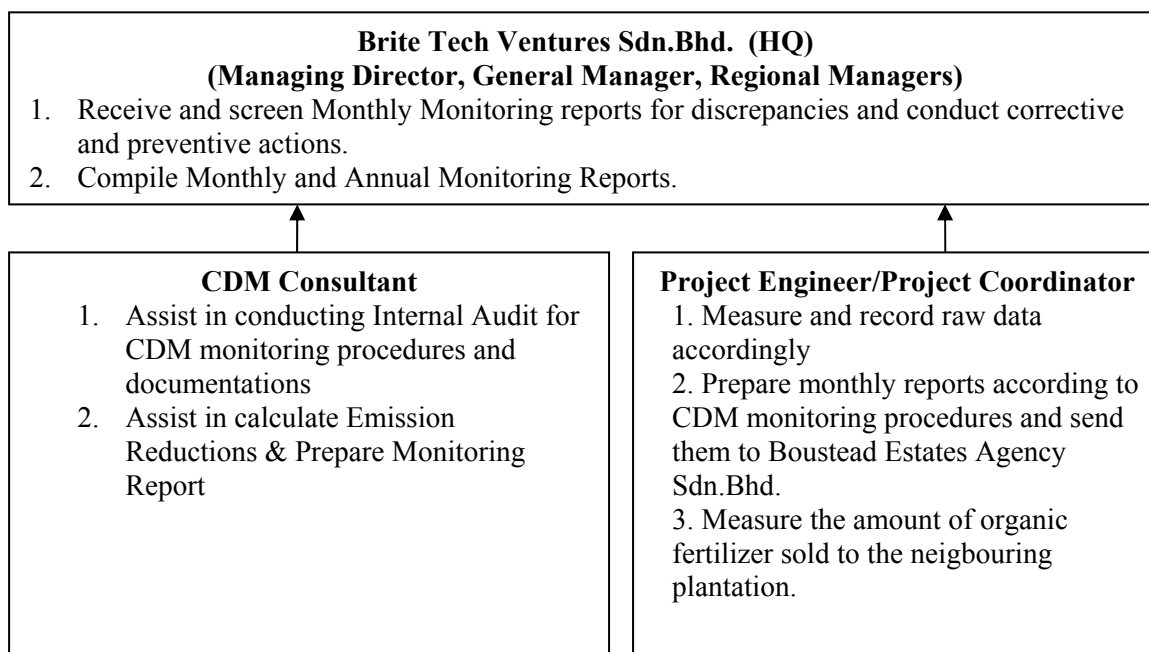 Brite Tech Ventures Sdn.Bhd.  (HQ)
(Managing Director, General Manager, Regional Managers)
1. Receive and screen Monthly Monitoring reports for discrepancies and conduct corrective
and preventive actions.
2. Compile Monthly and Annual Monitoring Reports.
CDM Consultant
1. Assist in conducting Internal Audit for
CDM monitoring procedures and
documentations
2. Assist in calculate Emission
Reductions & Prepare Monitoring
Report
Project Engineer/Project Coordinator
1. Measure and record raw data
accordingly
2. Prepare monthly reports according to
CDM monitoring procedures and send
them to Boustead Estates Agency
Sdn.Bhd.
3. Measure the amount of organic
fertilizer sold to the neigbouring
plantation.